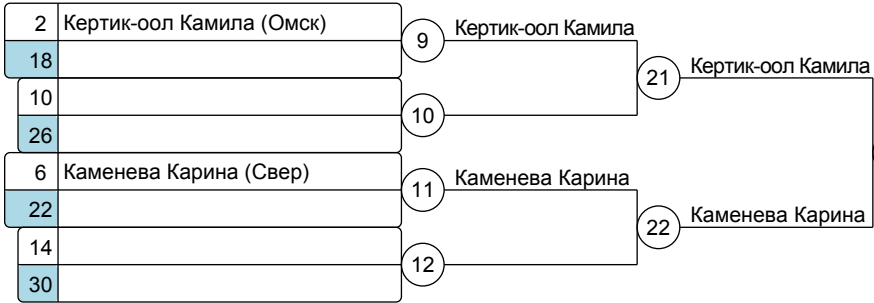 2 Кертик-оол Камила (Омск)
9 Кертик-оол Камила
18
21 Кертик-оол Камила
10
10
26
6 Каменева Карина (Свер)
11 Каменева Карина
22
22 Каменева Карина
14
12
30